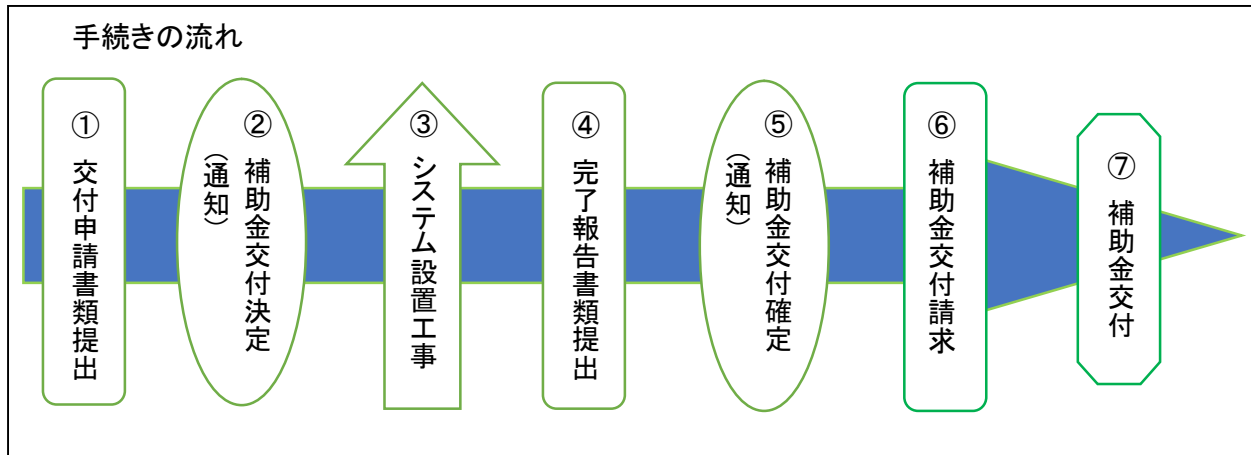 手続きの流れ
① 交付申請書類提出
② 補助金交付決定
（通知）
③ システム設置工事
④ 完了報告書類提出
⑤ 補助金交付確定
（通知）
⑥ 補助金交付請求
⑦ 補助金交付